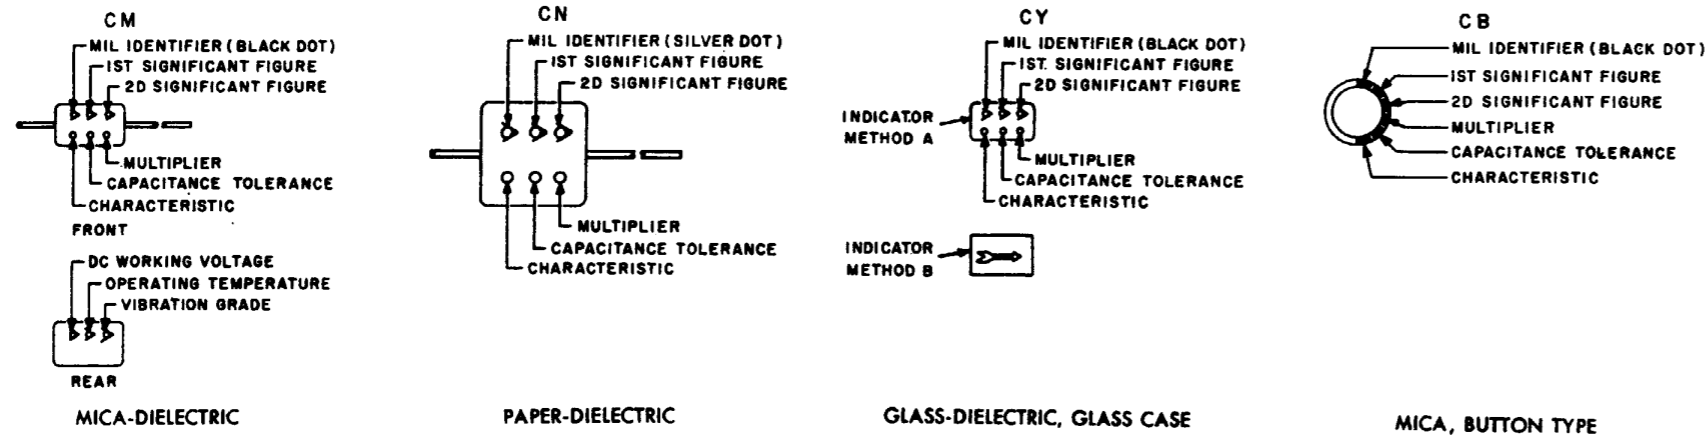 CM
MIL IDENTIFIER (BLACK DOT)
IST SIGNIFICANT FIGURE
2D SIGNIFICANT FIGURE
MULTIPLIER
CAPACITANCE TOLERANCE
CHARACTERISTIC
FRONT
DC WORKING VOLTAGE
OPERATING TEMPERATURE
VIBRATION GRADE
REAR
MICA-DIELECTRIC
CN
MIL IDENTIFIER (SILVER DOT)
IST SIGNIFICANT FIGURE
2D SIGNIFICANT FIGURE
MULTIPLIER
CAPACITANCE TOLERANCE
CHARACTERISTIC
PAPER-DIELECTRIC
CY
MIL IDENTIFIER (BLACK DOT)
IST. SIGNIFICANT FIGURE
2D SIGNIFICANT FIGURE
INDICATOR
METHOD A
MULTIPLIER
CAPACITANCE TOLERANCE
CHARACTERISTIC
INDICATOR
METHOD B
GLASS-DIELECTRIC, GLASS CASE
CB
MIL IDENTIFIER (BLACK DOT)
IST SIGNIFICANT FIGURE
2D SIGNIFICANT FIGURE
MULTIPLIER
CAPACITANCE TOLERANCE
CHARACTERISTIC
MICA, BUTTON TYPE